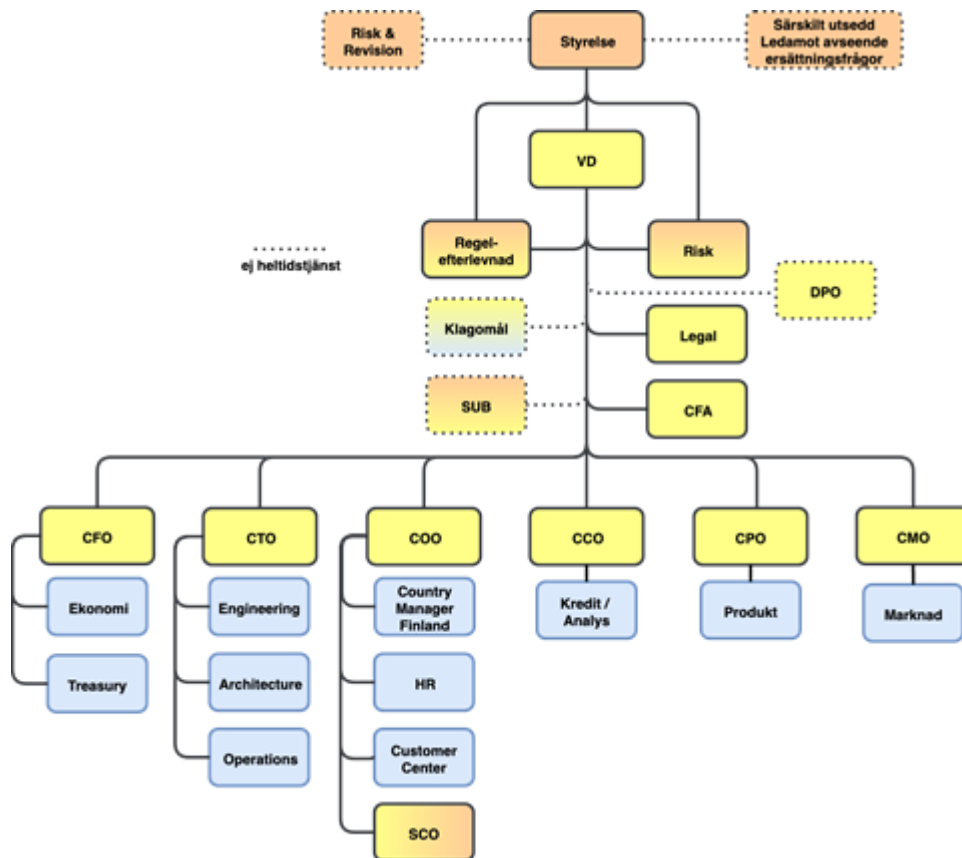 Risk &
Revision
Styrelse
Särskilt utsedd
Ledamot avseende
ersättningsfrågor
VD
Regel-
efterlevnad
Risk
ej heltidstjänst
DPO
Klagomål
Legal
SUB
CFA
CFO
CTO
COO
CCO
CPO
CMO
Ekonomi
Engineering
Country
Manager
Finland
Kredit /
Analys
Produkt
Marknad
Treasury
Architecture
HR
Operations
Customer
Center
SCO